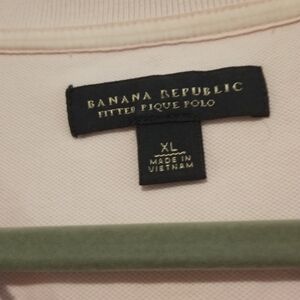 BANANA REPUBLIC
FITTED PIQUE POLO
XL
MADE IN
VIETNAM